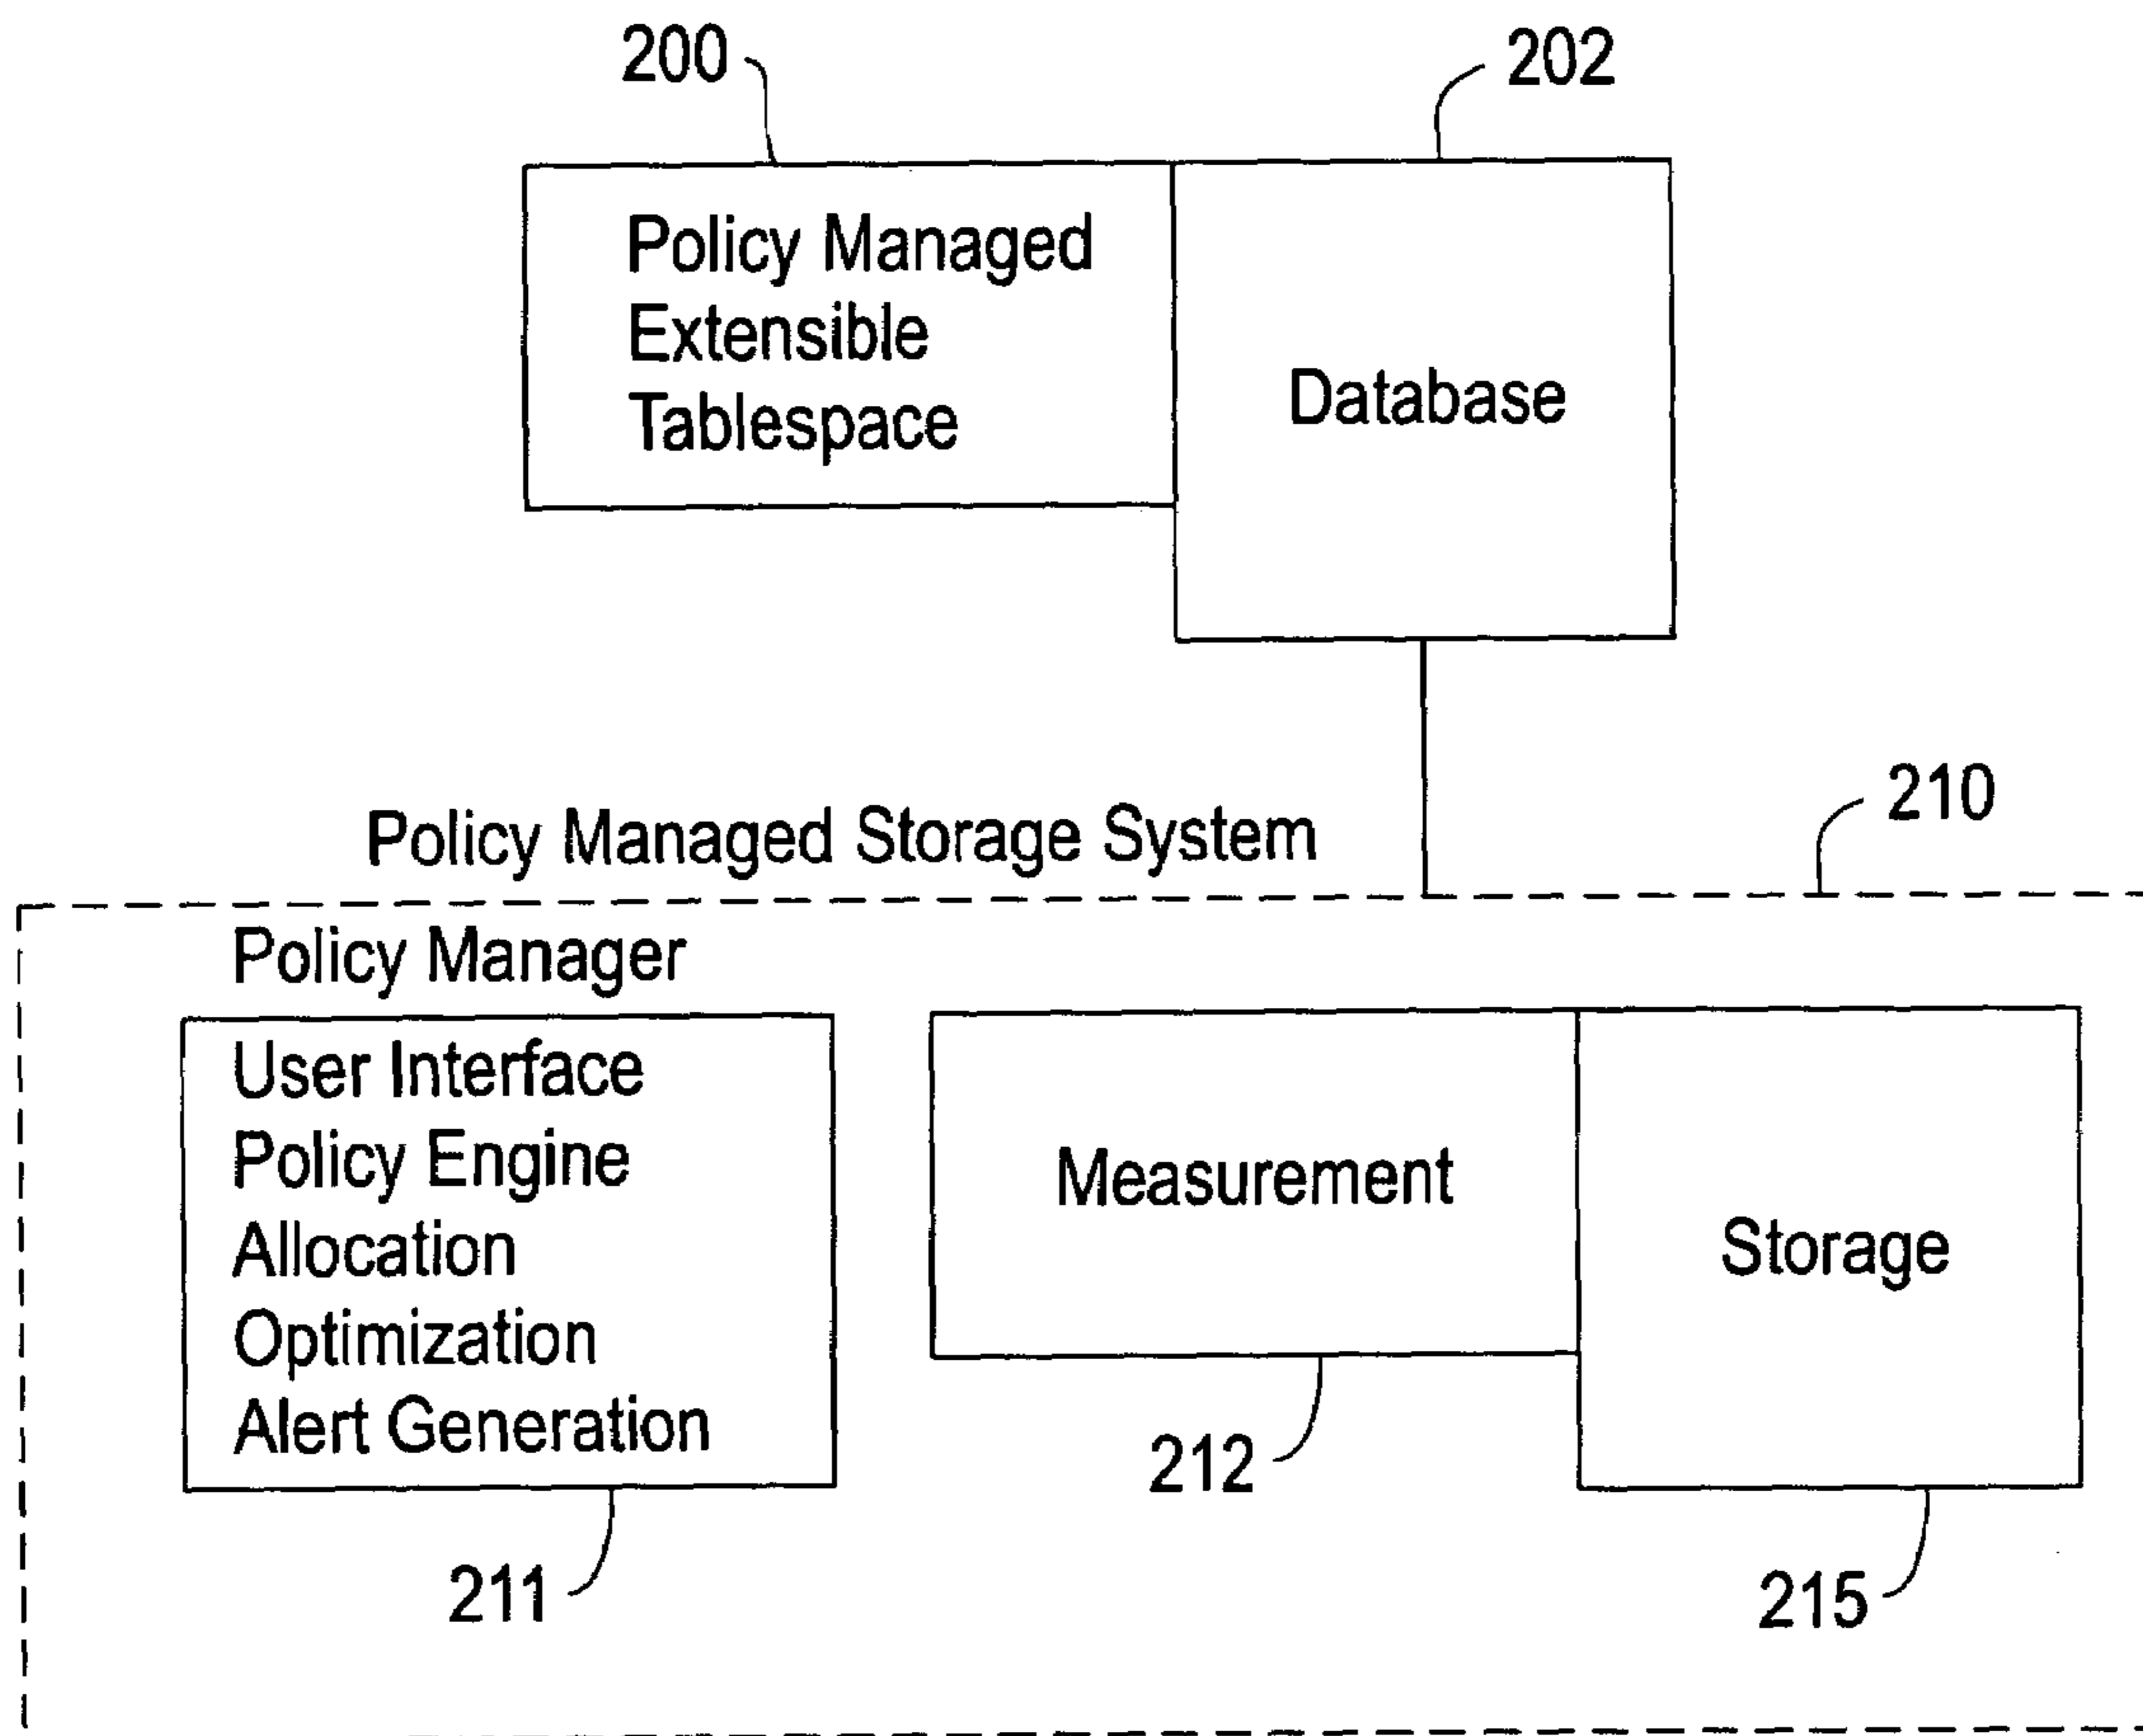 200
202
Policy Managed
Extensible
Tablespace
Database
210
Policy Managed Storage System
Policy Manager
User Interface
Policy Engine
Allocation
Optimization
Alert Generation
Measurement
Storage
212
211
215